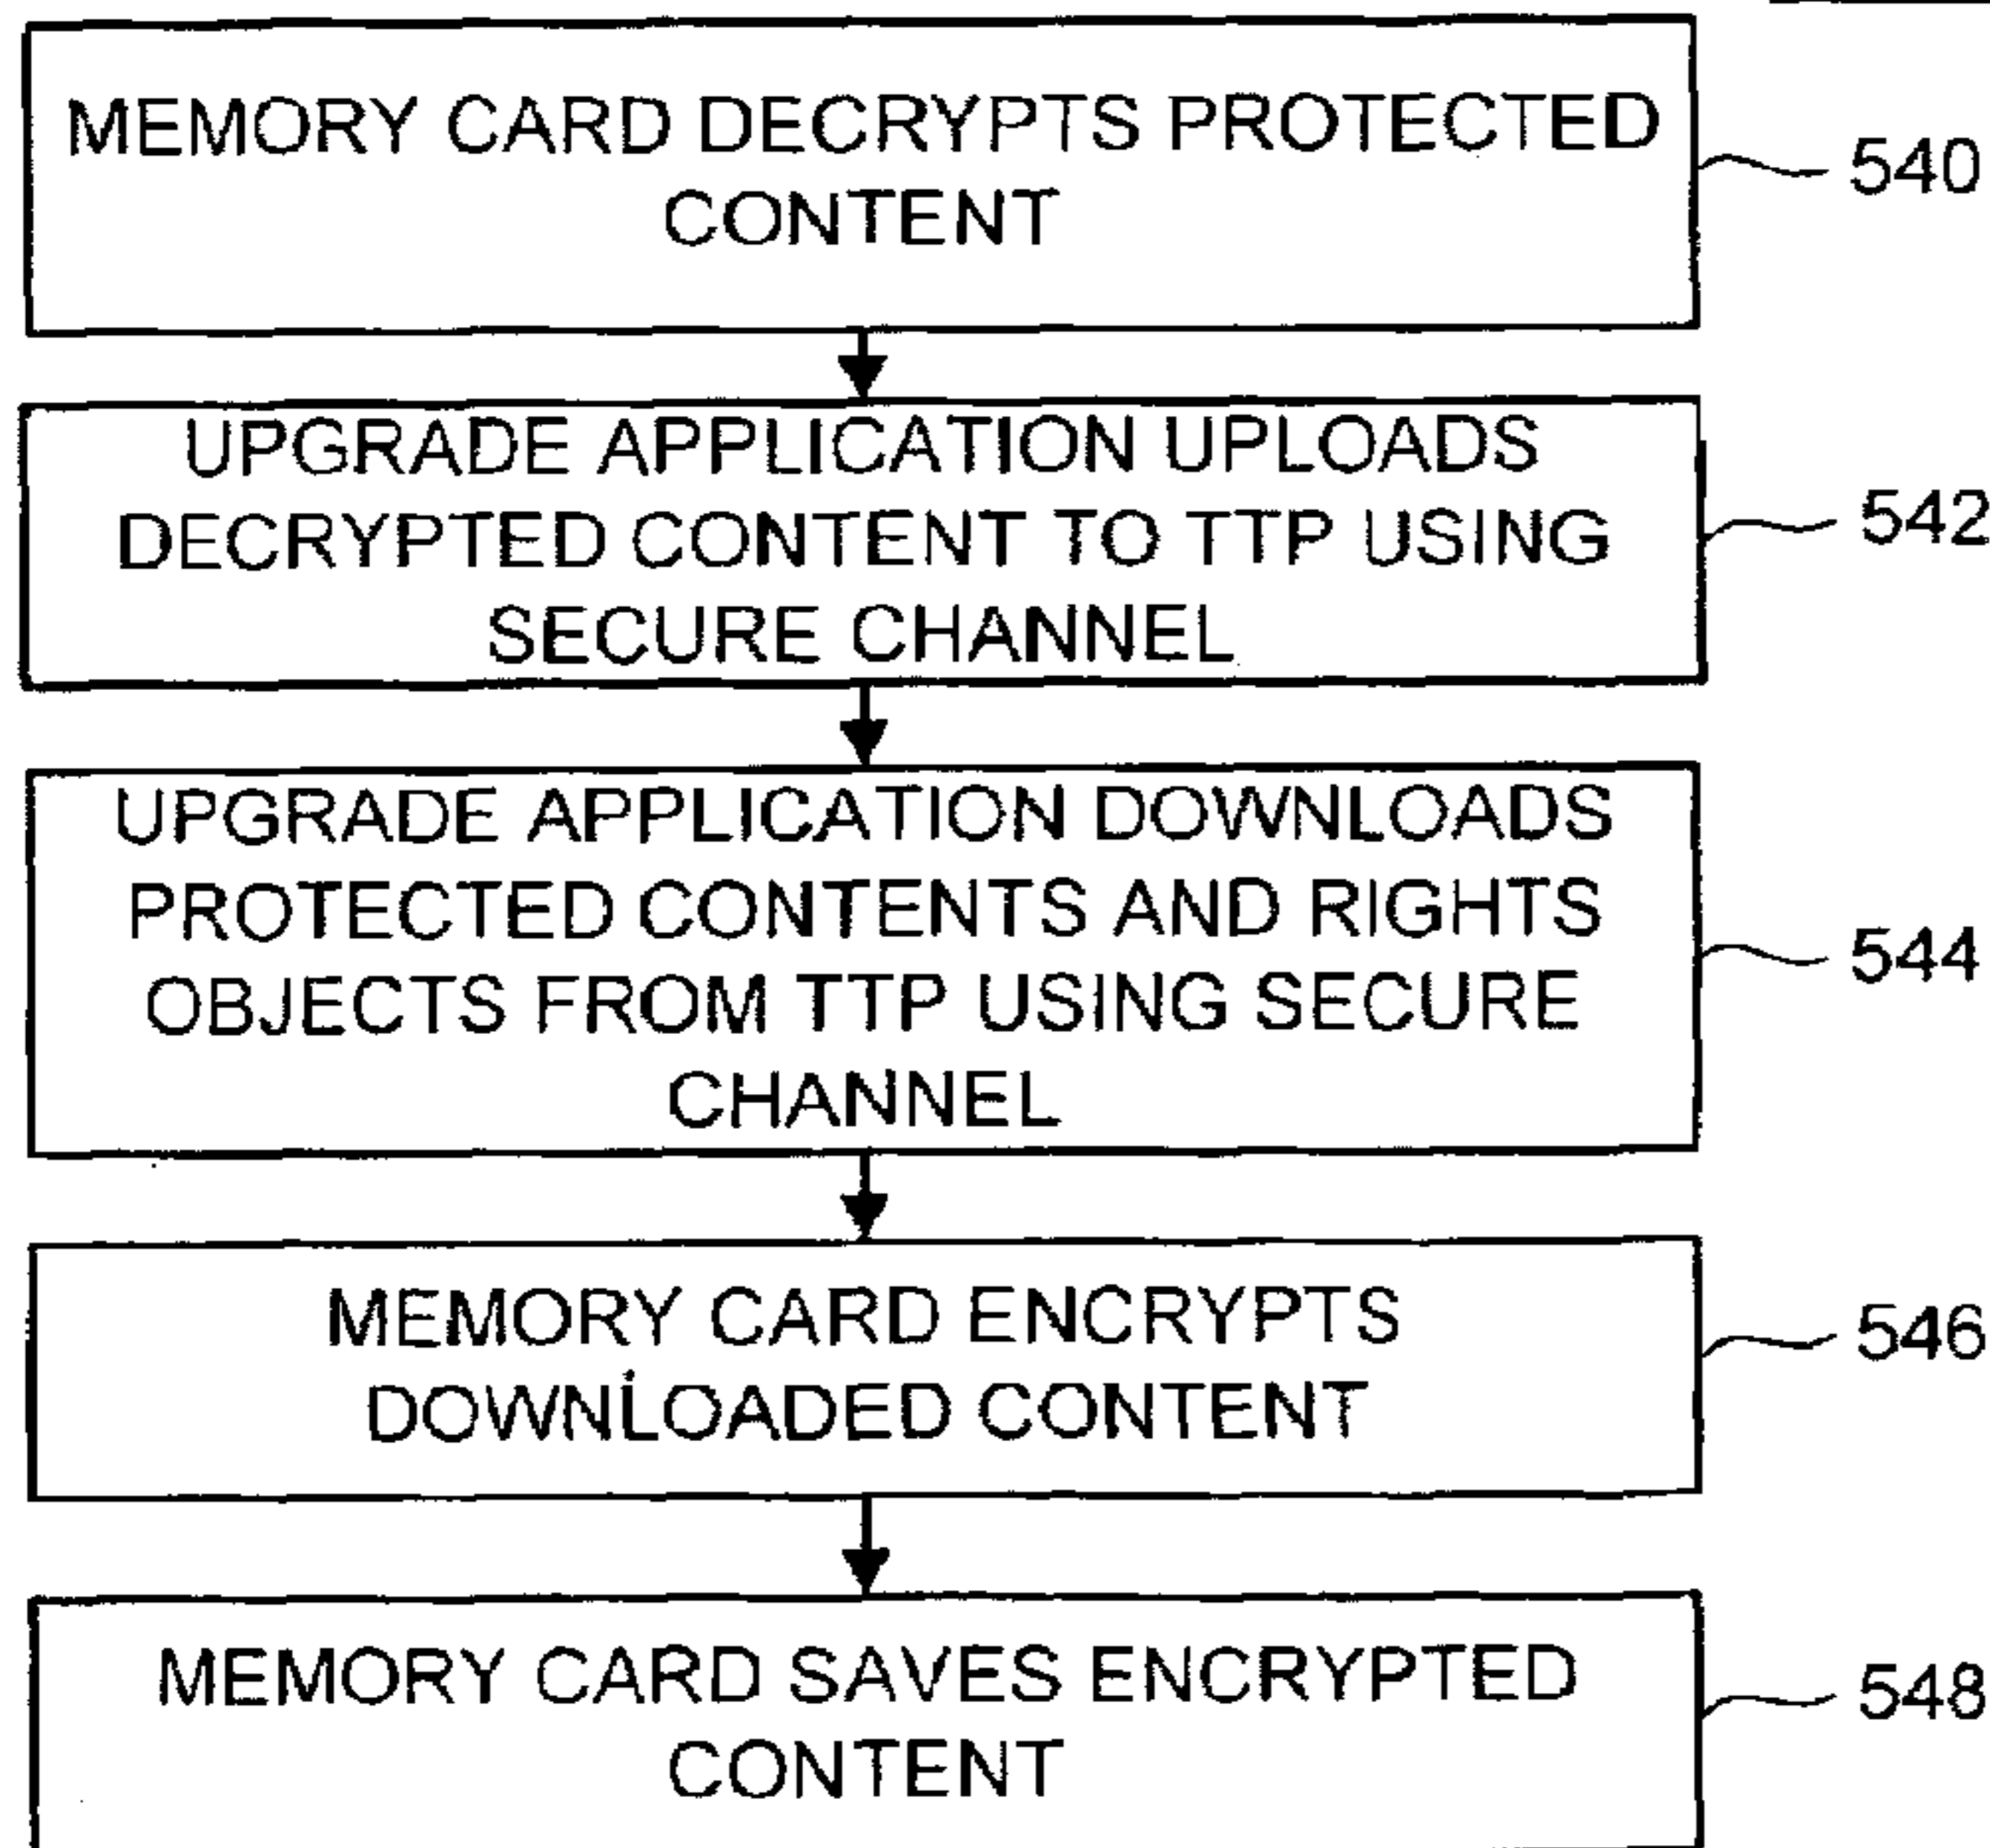 MEMORY CARD DECRYPTS PROTECTED
CONTENT
540
UPGRADE APPLICATION UPLOADS
DECRYPTED CONTENT TO TTP USING
SECURE CHANNEL
542
UPGRADE APPLICATION DOWNLOADS
PROTECTED CONTENTS AND RIGHTS
OBJECTS FROM TTP USING SECURE
CHANNEL
544
MEMORY CARD ENCRYPTS
DOWNLOADED CONTENT
546
MEMORY CARD SAVES ENCRYPTED
CONTENT
548